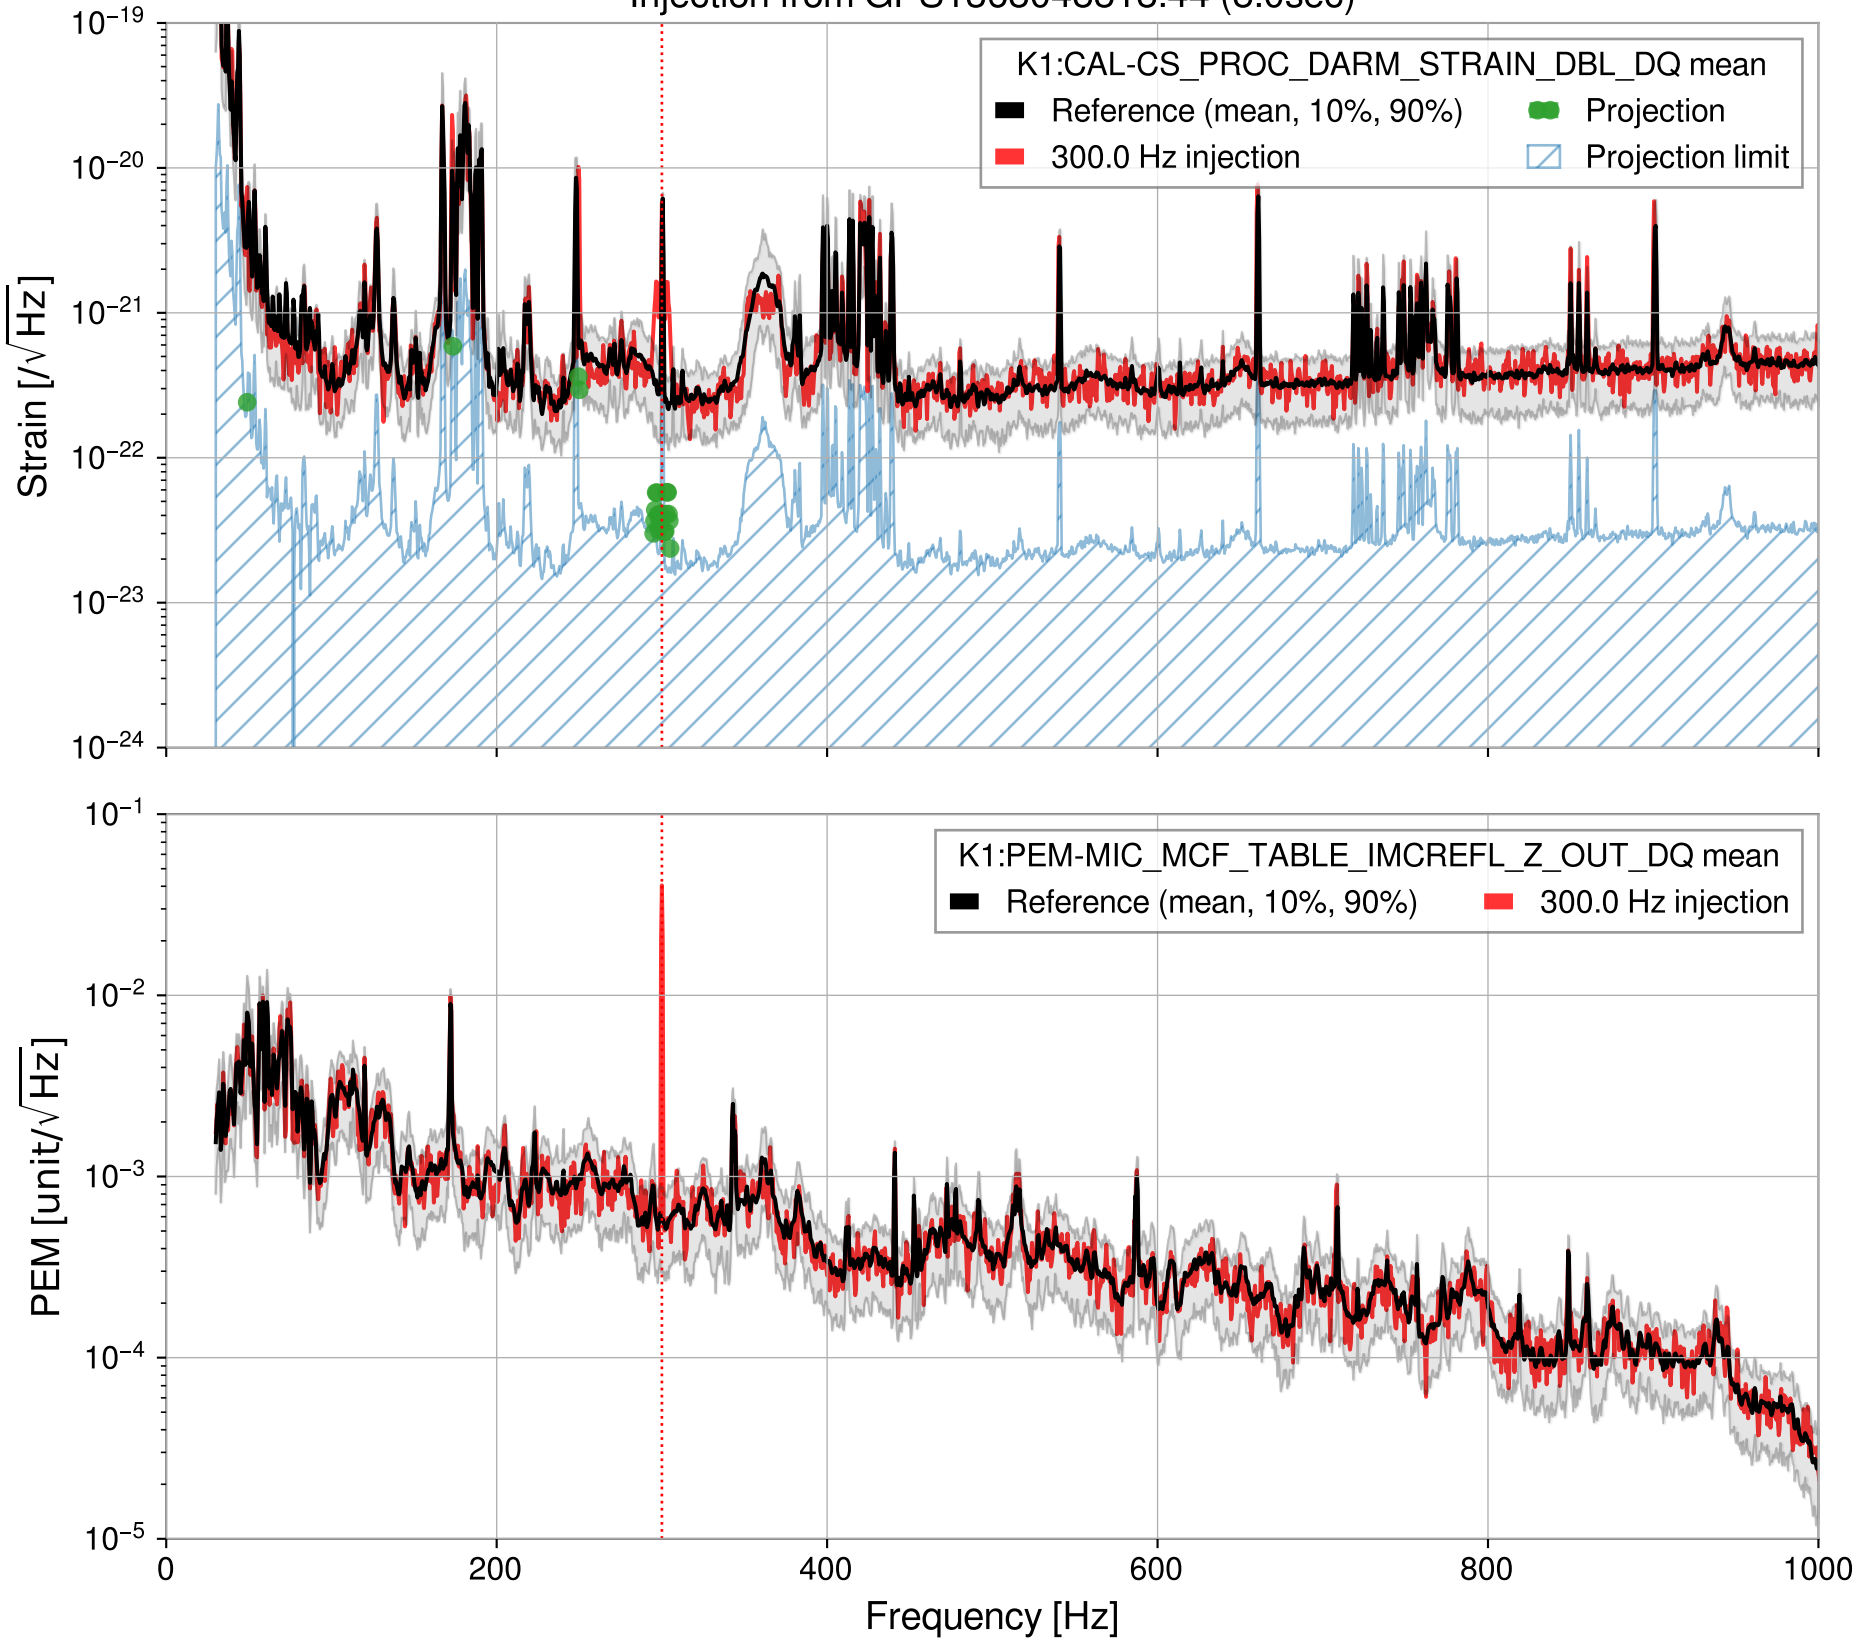 10−19
10−20
10−21
10−22
10−23
10−24
Strain [/√Hz]
K1:CAL-CS_PROC_DARM_STRAIN_DBL_DQ mean
Reference (mean, 10%, 90%) Projection
300.0 Hz injection Projection limit
10−1
10−2
10−3
10−4
10−5
PEM [unit/√Hz]
K1:PEM-MIC_MCF_TABLE_IMCREFL_Z_OUT_DQ mean
Reference (mean, 10%, 90%) 300.0 Hz injection
0 200 400 600 800 1000
Frequency [Hz]